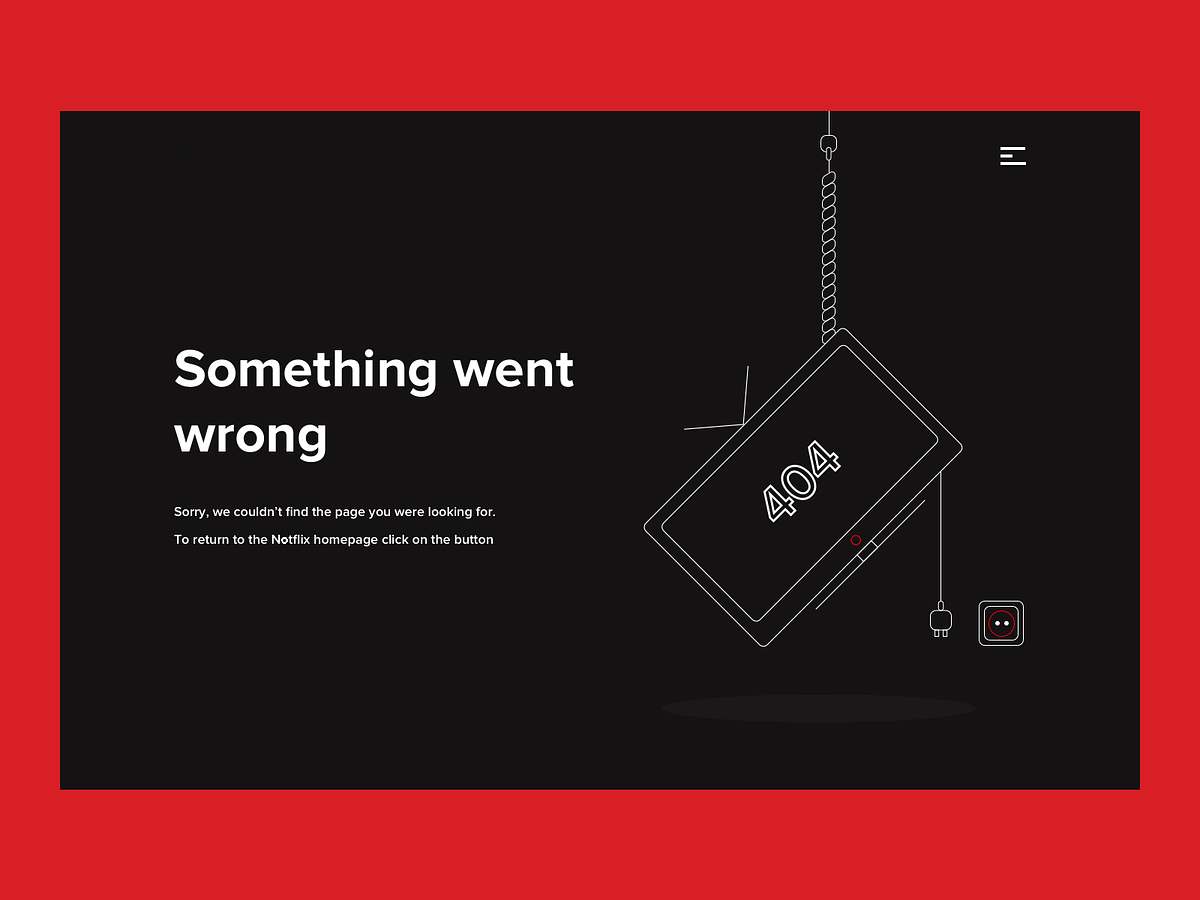 Something went
wrong
Sorry, we couldn't find the page you were looking for.
To return to the Notflix homepage click on the button
404